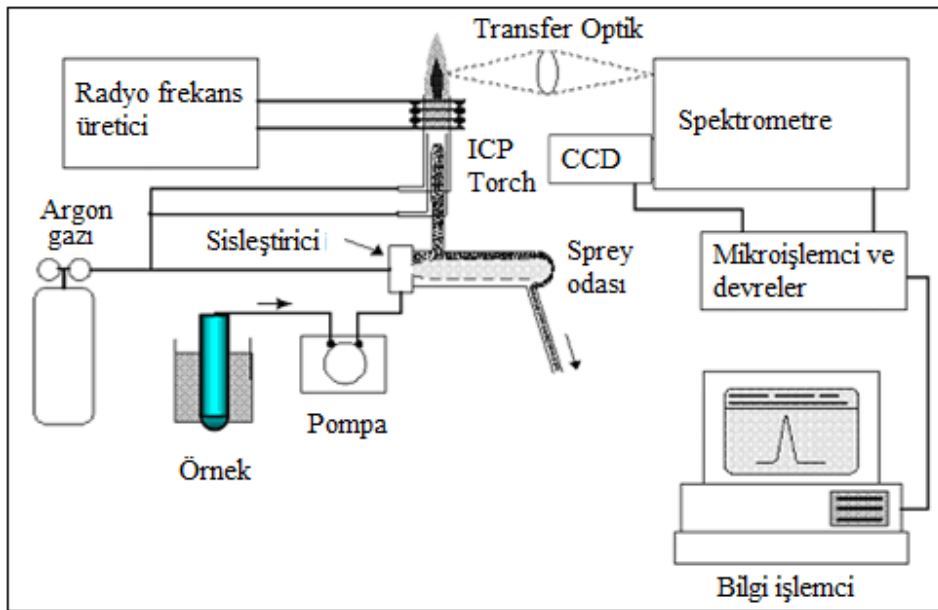 Transfer Optik
Radyo frekans
üretici
Spektrometre
CCD
ICP
Torch
Argon
gazı
Sisleştirici
Sprey
odası
Mikroişlemci ve
devreler
Pompa
Örnek
Bilgi işlemci